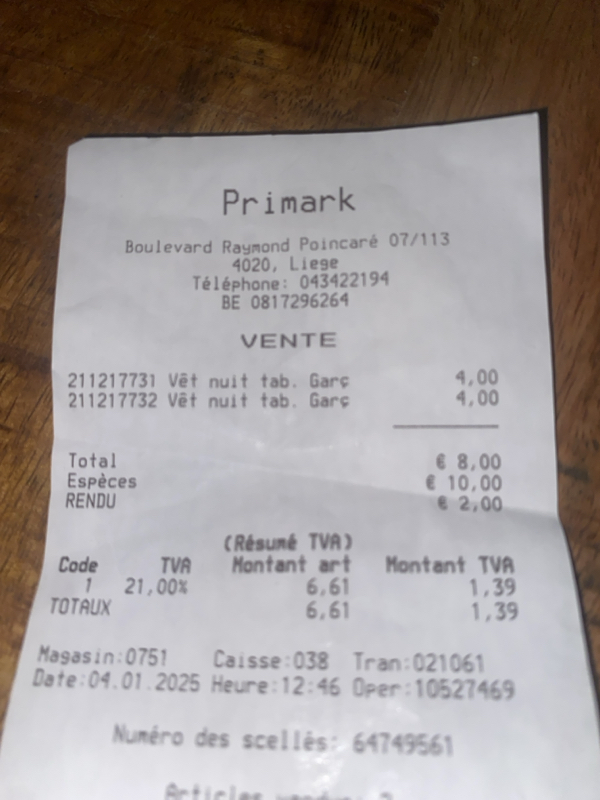 Primark
Boulevard Raymond Poincaré 07/113
4020, Liege
Téléphone: 043422194
BE 0817296264
VENTE
211217731 Vêt nuit tab. Garç 4,00
211217732 Vêt nuit tab. Garç 4,00
Total € 8,00
Espèces € 10,00
RENDU € 2,00
(Résumé TVA)
Code TVA Montant art Montant TVA
1 21,00% 6,61 1,39
TOTAUX 6,61 1,39
Magasin:0751 Caisse:038 Tran:021061
Date:04.01.2025 Heure:12:46 Oper:10527469
Numéro des scellés: 64749561
Articles